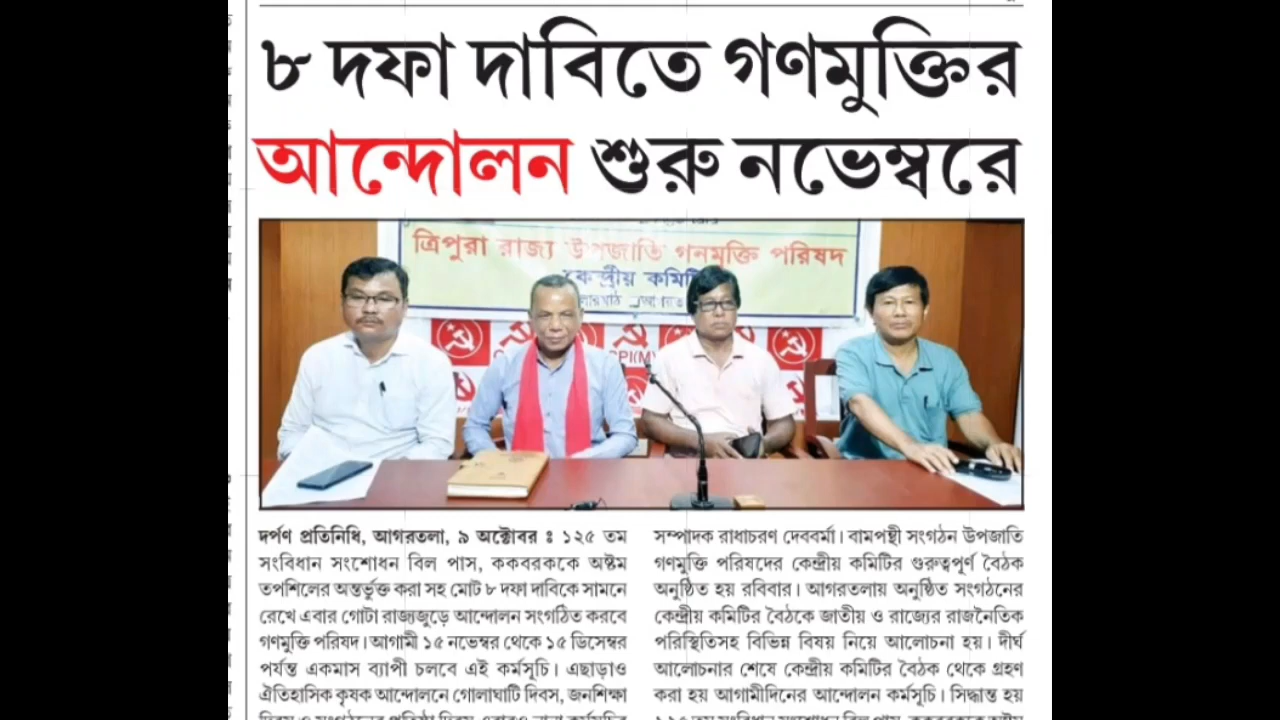 ৮ দফা দাবিতে গণমুক্তির
আন্দোলন শুরু নভেম্বরে
ত্রিপুরা রাজ্য উপজাতি গনমুক্তি পরিষদ
কেন্দ্রীয় কমিটি
CPI(M)
দর্পণ প্রতিনিধি, আগরতলা, ৯ অক্টোবর ঃ ১২৫ তম
সংবিধান সংশোধন বিল পাস, ককবরককে অষ্টম
তপশিলের অন্তর্ভুক্ত করা সহ মোট ৮ দফা দাবিকে সামনে
রেখে এবার গোটা রাজ্যজুড়ে আন্দোলন সংগঠিত করবে
গণমুক্তি পরিষদ। আগামী ১৫ নভেম্বর থেকে ১৫ ডিসেম্বর
পর্যন্ত একমাস ব্যাপী চলবে এই কর্মসূচি। এছাড়াও
ঐতিহাসিক কৃষক আন্দোলনে গোলাঘাটি দিবস, জনশিক্ষা
সম্পাদক রাধাচরণ দেববর্মা। বামপন্থী সংগঠন উপজাতি
গণমুক্তি পরিষদের কেন্দ্রীয় কমিটির গুরুত্বপূর্ণ বৈঠক
অনুষ্ঠিত হয় রবিবার। আগরতলায় অনুষ্ঠিত সংগঠনের
কেন্দ্রীয় কমিটির বৈঠকে জাতীয় ও রাজ্যের রাজনৈতিক
পরিস্থিতিসহ বিভিন্ন বিষয় নিয়ে আলোচনা হয়। দীর্ঘ
আলোচনার শেষে কেন্দ্রীয় কমিটির বৈঠক থেকে গ্রহণ
করা হয় আগামীদিনের আন্দোলন কর্মসূচি। সিদ্ধান্ত হয়